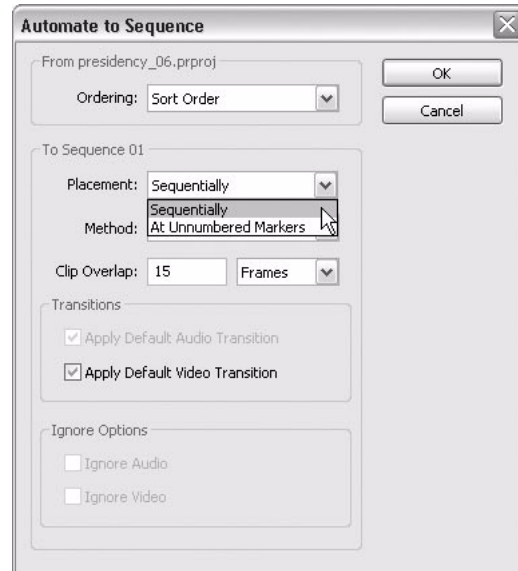 Automate to Sequence
From presidency_06.prproj
Ordering: Sort Order
OK
Cancel
To Sequence 01
Placement: Sequentially
Sequentially
At Unnumbered Markers
Method:
Clip Overlap: 15 Frames
Transitions
Apply Default Audio Transition
Apply Default Video Transition
Ignore Options
Ignore Audio
Ignore Video